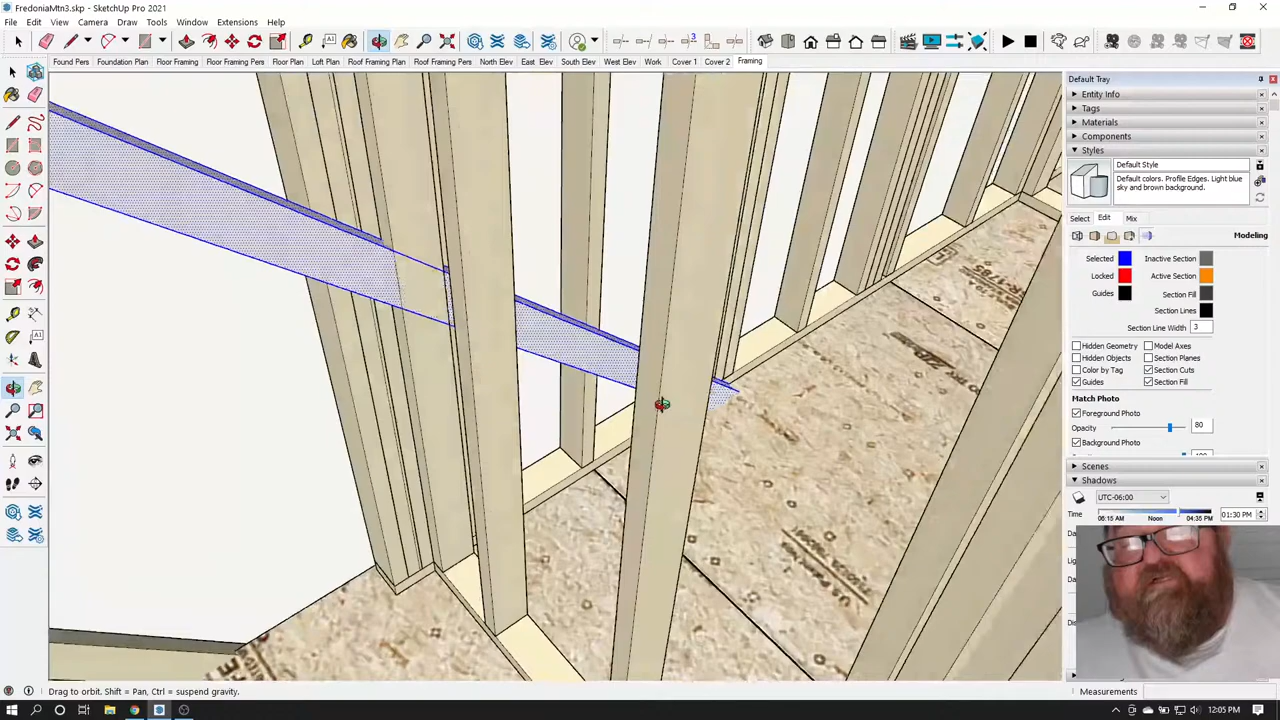 FredoniaMtn3.skp - SketchUp Pro 2021
File Edit View Camera Draw Tools Window Extensions Help
3
Found Pers Foundation Plan Floor Framing Floor Framing Pers Floor Plan Loft Plan Roof Framing Plan Roof Framing Pers North Elev East Elev South Elev West Elev Work Cover 1 Cover 2 Framing
Default Tray
Entity Info
Tags
Materials
Components
Styles
Default Style
Default colors. Profile Edges. Light blue
sky and brown background.
Select Edit Mix
Modeling
Selected Inactive Section
Locked Active Section
Guides Section Fill
Section Lines
Section Line Width 3
Hidden Geometry Model Axes
Hidden Objects Section Planes
Color by Tag Section Cuts
Guides Section Fill
Match Photo
Foreground Photo
Opacity 80
Background Photo
Scenes
Shadows
UTC-06:00
Time 06:15 AM Noon 04:35 PM 01:30 PM
Drag to orbit. Shift = Pan, Ctrl = suspend gravity.
Measurements
12:05 PM